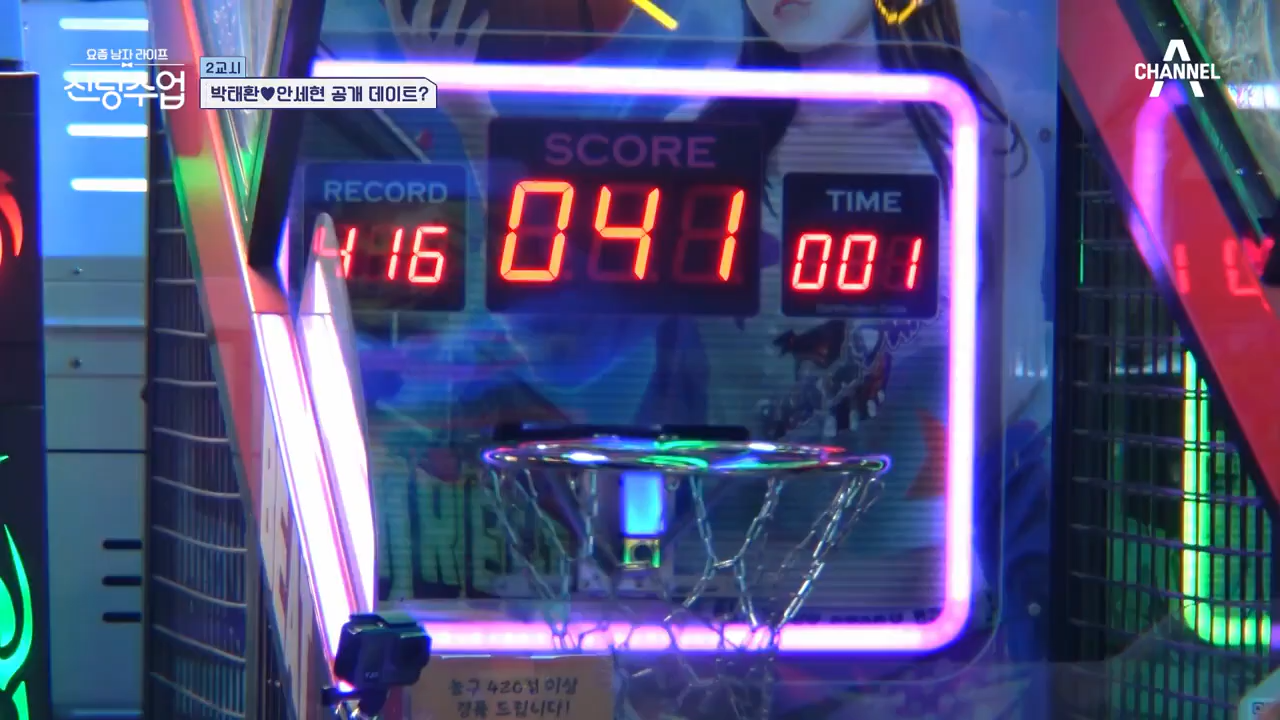 요즘 남자 라이프
신랑수업
2교시
박태환♥안세현 공개 데이트?
CHANNEL A
SCORE
RECORD
TIME
416
041
001
농구 420점 이상
경품 드립니다!